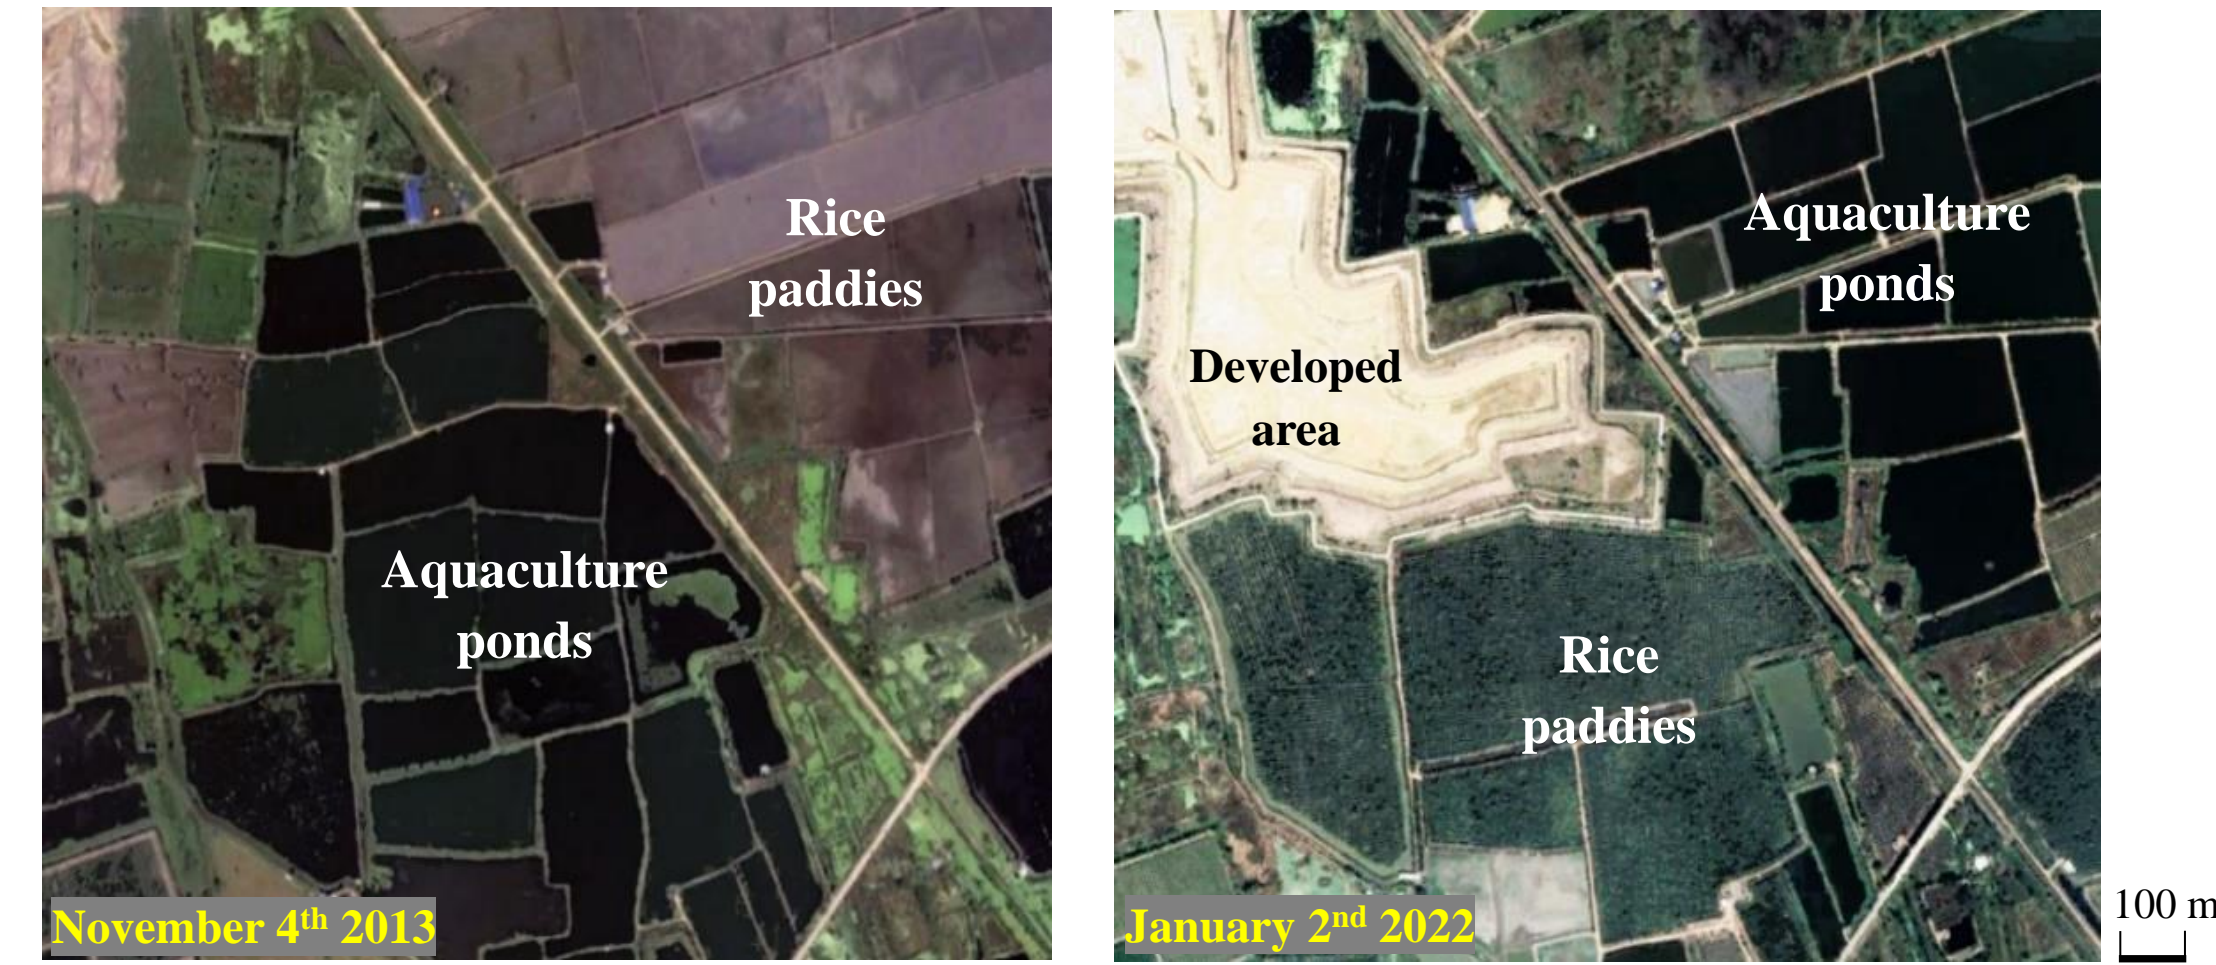 Rice
paddies
Aquaculture
ponds
November 4th 2013
Aquaculture
ponds
Developed
area
Rice
paddies
January 2nd 2022
100 m